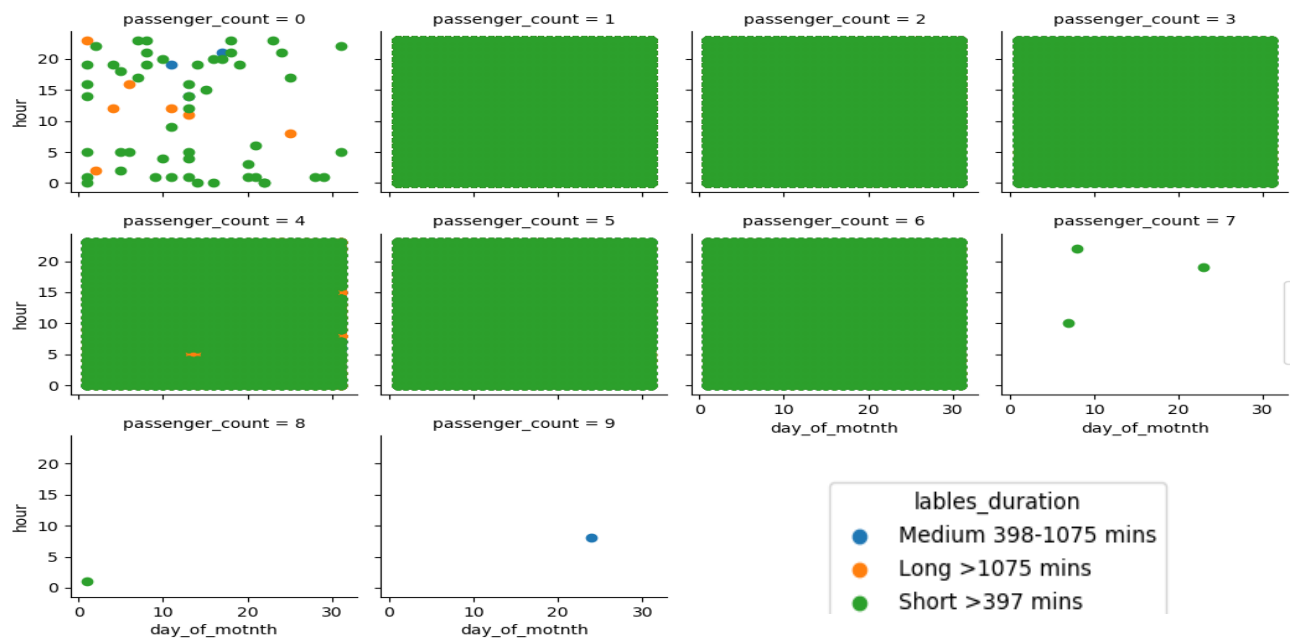 passenger_count = 0
passenger_count = 1
passenger_count = 2
passenger_count = 3
20
15
10
5
0
hour
passenger_count = 4
passenger_count = 5
passenger_count = 6
passenger_count = 7
20
15
10
5
0
hour
0 10 20 30
day_of_motnth
0 10 20 30
day_of_motnth
passenger_count = 8
passenger_count = 9
20
15
10
5
0
hour
0 10 20 30
day_of_motnth
0 10 20 30
day_of_motnth
lables_duration
Medium 398-1075 mins
Long >1075 mins
Short >397 mins